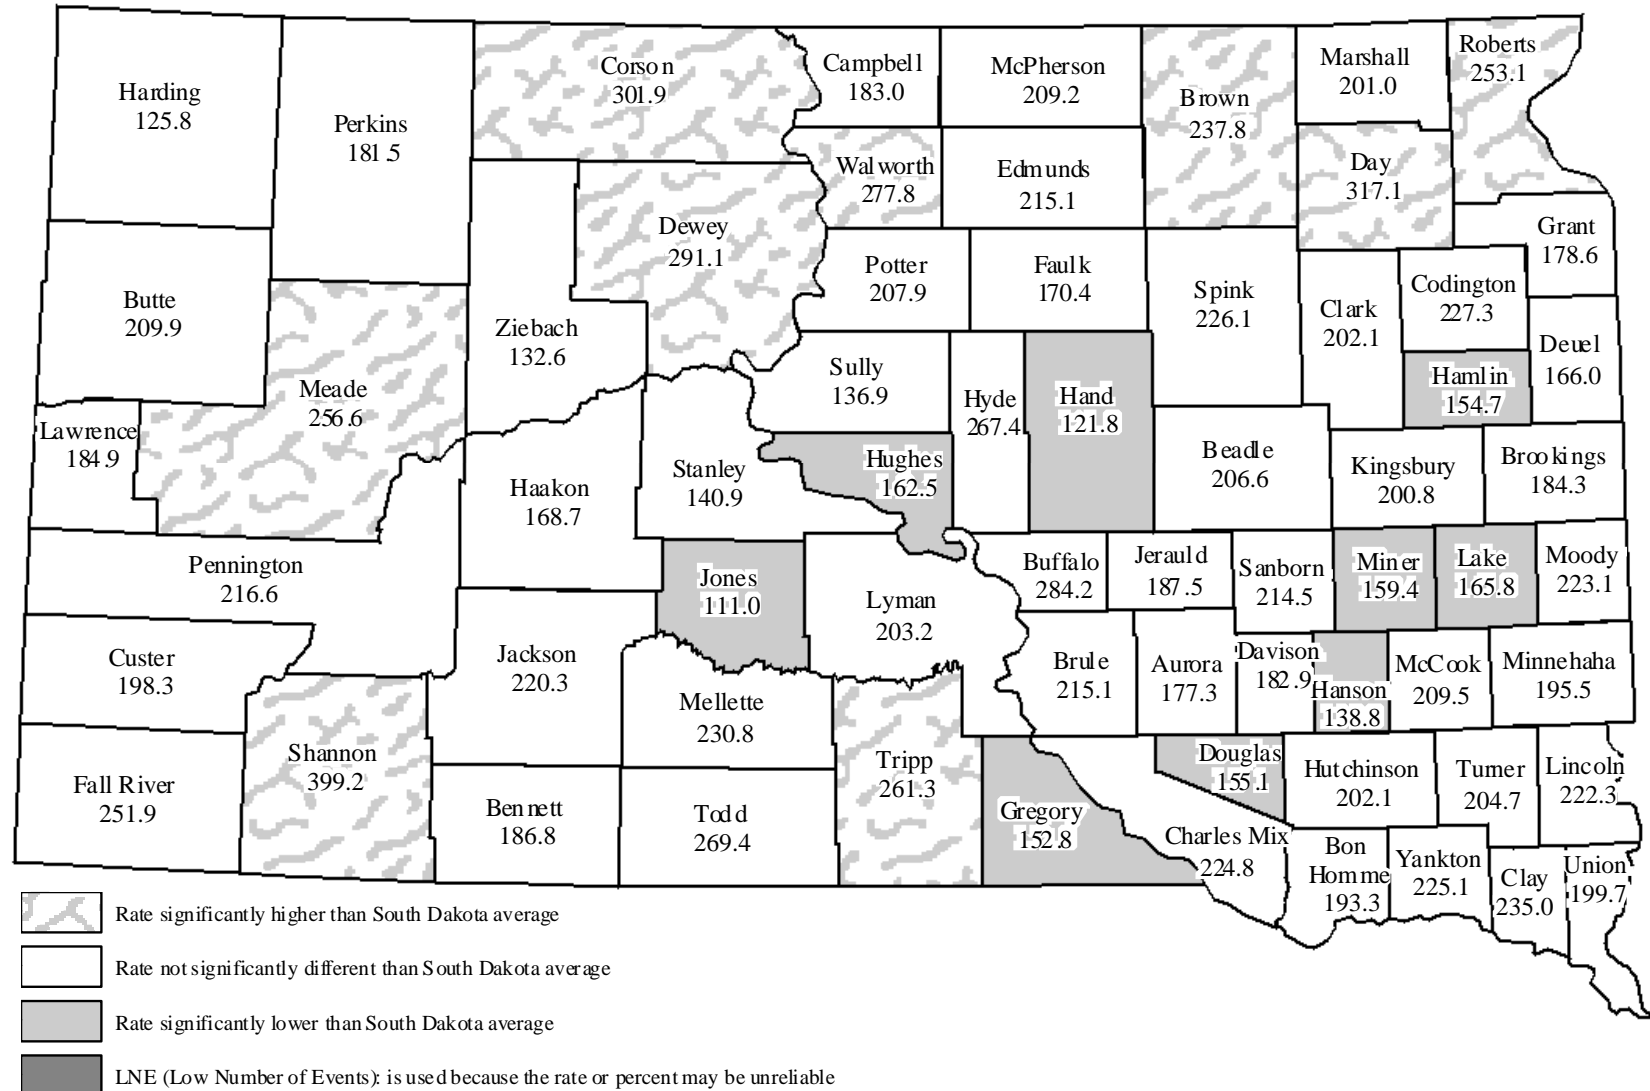 Harding
125.8
Perkins
181.5
Corson
301.9
Campbell
183.0
McPherson
209.2
Brown
237.8
Marshall
201.0
Roberts
253.1
Walworth
277.8
Edmunds
215.1
Day
317.1
Dewey
291.1
Grant
178.6
Butte
209.9
Ziebach
132.6
Potter
207.9
Faulk
170.4
Spink
226.1
Clark
202.1
Codington
227.3
Deuel
166.0
Meade
256.6
Sully
136.9
Hyde
267.4
Hand
121.8
Hamlin
154.7
Lawrence
184.9
Haakon
168.7
Stanley
140.9
Hughes
162.5
Beadle
206.6
Kingsbury
200.8
Brookings
184.3
Pennington
216.6
Jones
111.0
Lyman
203.2
Buffalo
284.2
Jerauld
187.5
Sanborn
214.5
Miner
159.4
Lake
165.8
Moody
223.1
Custer
198.3
Jackson
220.3
Mellette
230.8
Brule
215.1
Aurora
177.3
Davison
182.9
Hanson
138.8
McCook
209.5
Minnehaha
195.5
Fall River
251.9
Shannon
399.2
Bennett
186.8
Todd
269.4
Tripp
261.3
Gregory
152.8
Douglas
155.1
Charles Mix
224.8
Hutchinson
202.1
Turner
204.7
Lincoln
222.3
Bon
Homme
193.3
Yankton
225.1
Clay
235.0
Union
199.7
Rate significantly higher than South Dakota average
Rate not significantly different than South Dakota average
Rate significantly lower than South Dakota average
LNE (Low Number of Events): is used because the rate or percent may be unreliable